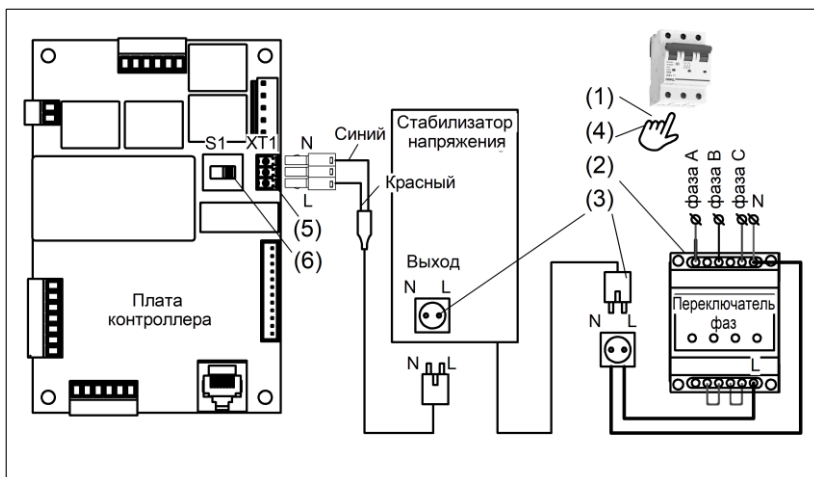 S1
XT1
N
L
Синий
Красный
(5)
(6)
Плата
контроллера
Стабилизатор
напряжения
Выход
N L
N L
(1)
(4)
(2)
(3)
фаза A
фаза B
фаза C
N
N L
Переключатель
фаз
L